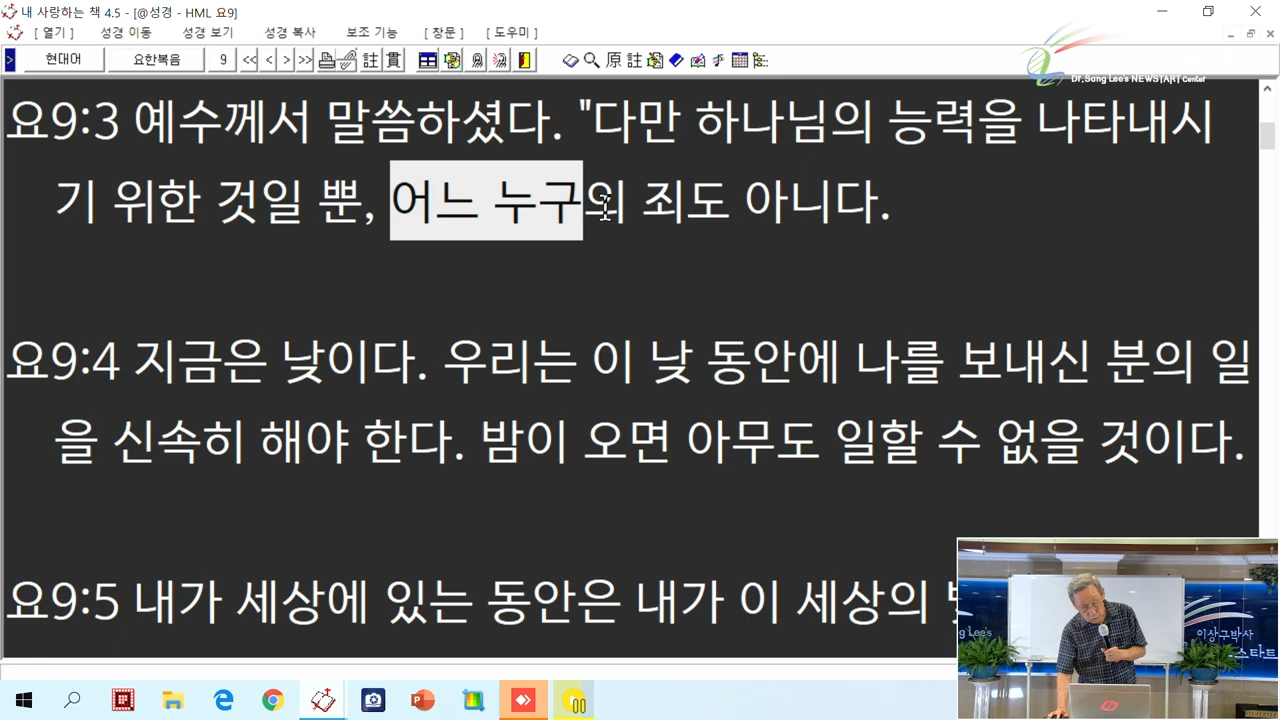 내 사랑하는 책 4.5 - [@성경 - HML 요9]
[ 열기 ] 성경 이동 성경 보기 성경 복사 보조 기능 [ 창문 ] [ 도우미 ]
현대어 요한복음 9 << < > >> 註 貫 原 註
Dr.Sang Lee's NEWSTART Center
요9:3 예수께서 말씀하셨다. "다만 하나님의 능력을 나타내시
기 위한 것일 뿐, 어느 누구의 죄도 아니다.
요9:4 지금은 낮이다. 우리는 이 낮 동안에 나를 보내신 분의 일
을 신속히 해야 한다. 밤이 오면 아무도 일할 수 없을 것이다.
요9:5 내가 세상에 있는 동안은 내가 이 세상의
ng Lee's
이상구박사
스타트